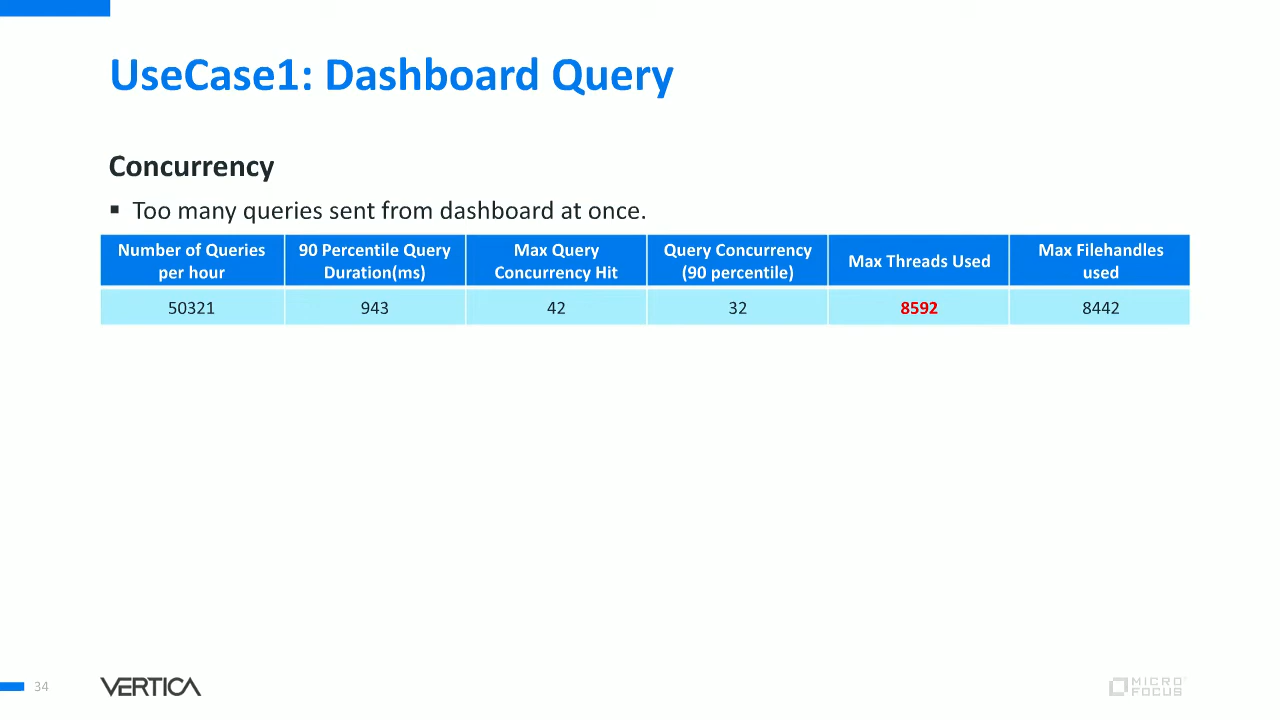 UseCase1: Dashboard Query
Concurrency
▪ Too many queries sent from dashboard at once.
Number of Queries per hour
90 Percentile Query Duration(ms)
Max Query Concurrency Hit
Query Concurrency (90 percentile)
Max Threads Used
Max Filehandles used
50321
943
42
32
8592
8442
34
VERTICA
MICRO FOCUS